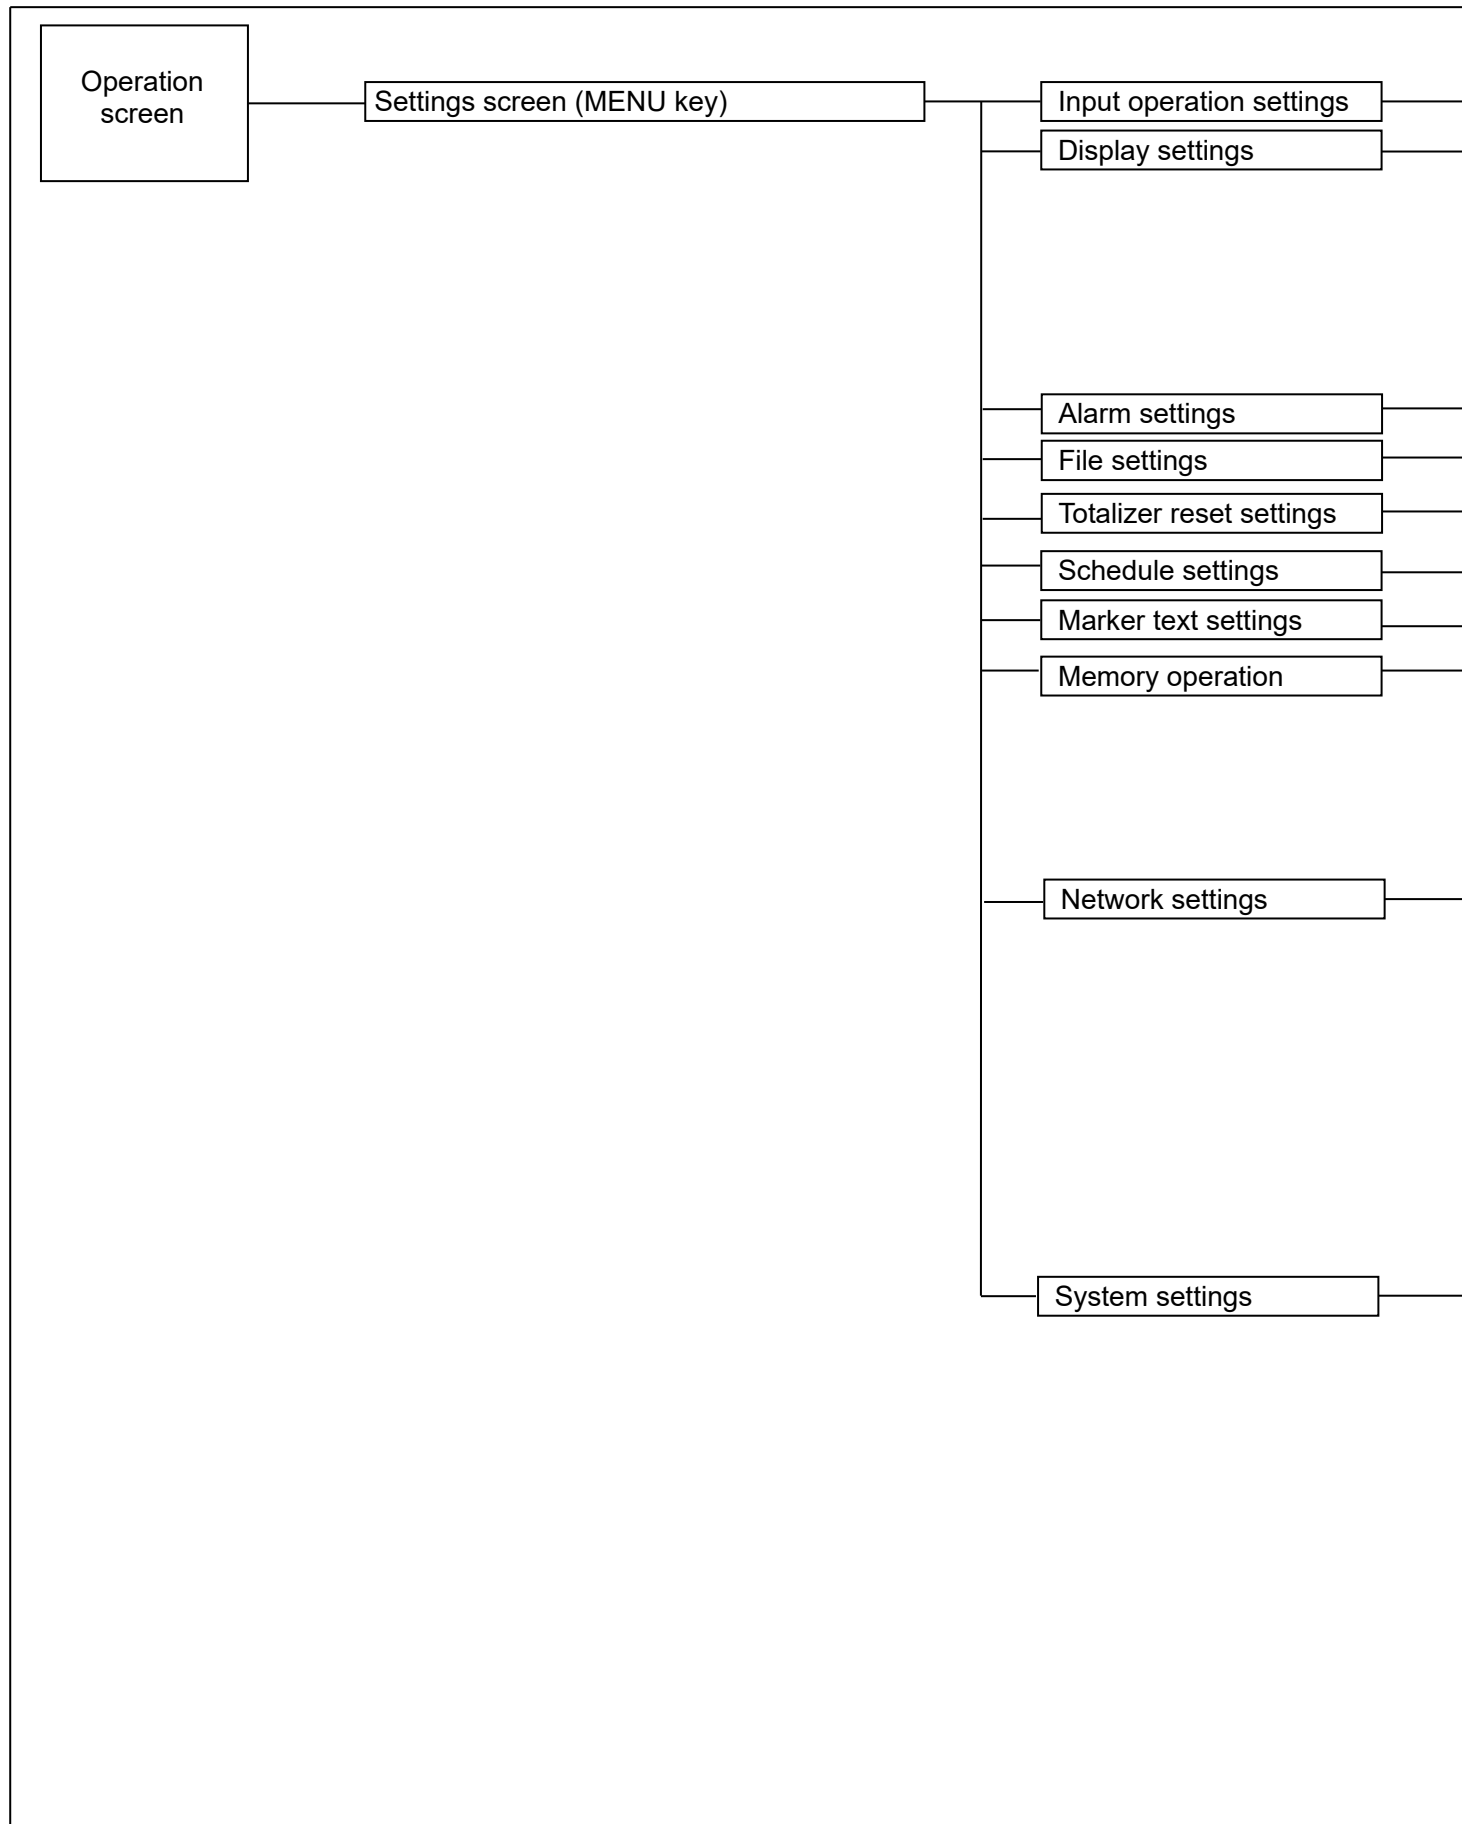 Operation
screen
Settings screen (MENU key)
Input operation settings
Display settings
Alarm settings
File settings
Totalizer reset settings
Schedule settings
Marker text settings
Memory operation
Network settings
System settings